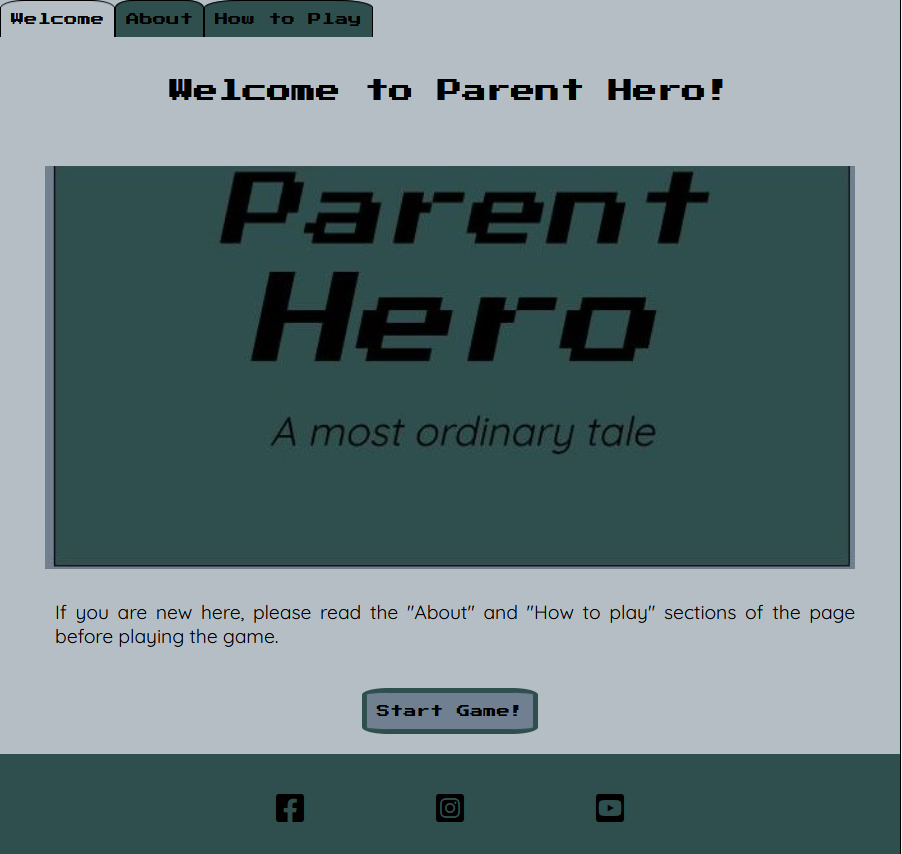 Welcome About How to Play
Welcome to Parent Hero!
Parent
Hero
A most ordinary tale
If you are new here, please read the "About" and "How to play" sections of the page
before playing the game.
Start Game!